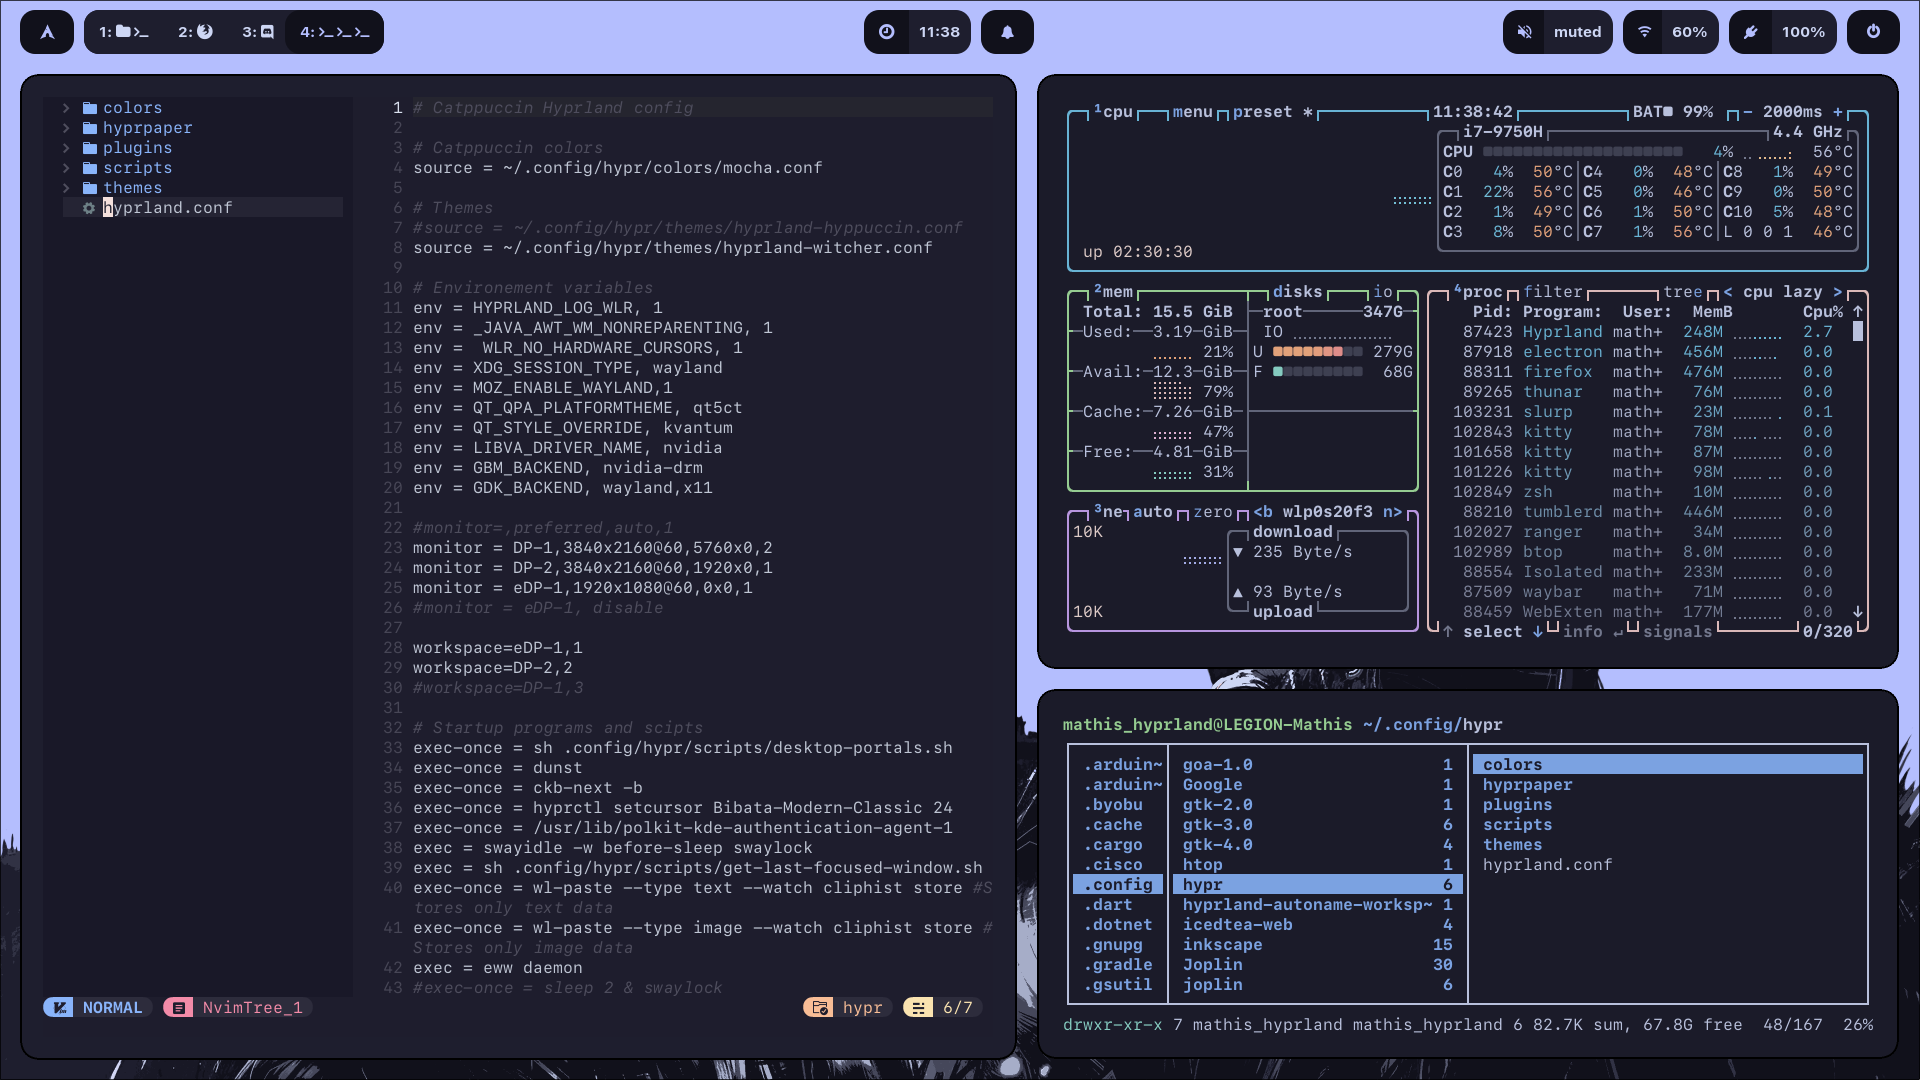 1: 2: 3: 4:
11:38
muted 60% 100%
colors
hyprpaper
plugins
scripts
themes
hyprland.conf
1 # Catppuccin Hyprland config
2
3 # Catppuccin colors
4 source = ~/.config/hypr/colors/mocha.conf
5
6 # Themes
7 #source = ~/.config/hypr/themes/hyprland-hyppuccin.conf
8 source = ~/.config/hypr/themes/hyprland-witcher.conf
9
10 # Environement variables
11 env = HYPRLAND_LOG_WLR, 1
12 env = _JAVA_AWT_WM_NONREPARENTING, 1
13 env =  WLR_NO_HARDWARE_CURSORS, 1
14 env = XDG_SESSION_TYPE, wayland
15 env = MOZ_ENABLE_WAYLAND,1
16 env = QT_QPA_PLATFORMTHEME, qt5ct
17 env = QT_STYLE_OVERRIDE, kvantum
18 env = LIBVA_DRIVER_NAME, nvidia
19 env = GBM_BACKEND, nvidia-drm
20 env = GDK_BACKEND, wayland,x11
21
22 #monitor=,preferred,auto,1
23 monitor = DP-1,3840x2160@60,5760x0,2
24 monitor = DP-2,3840x2160@60,1920x0,1
25 monitor = eDP-1,1920x1080@60,0x0,1
26 #monitor = eDP-1, disable
27
28 workspace=eDP-1,1
29 workspace=DP-2,2
30 #workspace=DP-1,3
31
32 # Startup programs and scipts
33 exec-once = sh .config/hypr/scripts/desktop-portals.sh
34 exec-once = dunst
35 exec-once = ckb-next -b
36 exec-once = hyprctl setcursor Bibata-Modern-Classic 24
37 exec-once = /usr/lib/polkit-kde-authentication-agent-1
38 exec = swayidle -w before-sleep swaylock
39 exec = sh .config/hypr/scripts/get-last-focused-window.sh
40 exec-once = wl-paste --type text --watch cliphist store #S
tores only text data
41 exec-once = wl-paste --type image --watch cliphist store #
Stores only image data
42 exec = eww daemon
43 #exec-once = sleep 2 & swaylock
NORMAL NvimTree_1 hypr 6/7
¹cpu menu preset * 11:38:42 BAT■ 99% - 2000ms +
i7-9750H 4.4 GHz
CPU 4% 56°C
C0 4% 50°C C4 0% 48°C C8 1% 49°C
C1 22% 56°C C5 0% 46°C C9 0% 50°C
C2 1% 49°C C6 1% 50°C C10 5% 48°C
C3 8% 50°C C7 1% 56°C L 0 0 1 46°C
up 02:30:30
²mem disks io
Total: 15.5 GiB root 347G
Used: 3.19 GiB IO
21% U 279G
Avail: 12.3 GiB F 68G
79%
Cache: 7.26 GiB
47%
Free: 4.81 GiB
31%
³ne auto zero <b wlp0s20f3 n>
10K download
▼ 235 Byte/s
▲ 93 Byte/s
10K upload
⁴proc filter tree < cpu lazy >
Pid: Program: User: MemB Cpu% ↑
87423 Hyprland math+ 248M 2.7
87918 electron math+ 456M 0.0
88311 firefox math+ 476M 0.0
89265 thunar math+ 76M 0.0
103231 slurp math+ 23M 0.1
102843 kitty math+ 78M 0.0
101658 kitty math+ 87M 0.0
101226 kitty math+ 98M 0.0
102849 zsh math+ 10M 0.0
88210 tumblerd math+ 446M 0.0
102027 ranger math+ 34M 0.0
102989 btop math+ 8.0M 0.0
88554 Isolated math+ 233M 0.0
87509 waybar math+ 71M 0.0
88459 WebExten math+ 177M 0.0 ↓
↑ select ↓ info ↵ signals 0/320
mathis_hyprland@LEGION-Mathis ~/.config/hypr
.arduin~ goa-1.0 1 colors
.arduin~ Google 1 hyprpaper
.byobu gtk-2.0 1 plugins
.cache gtk-3.0 6 scripts
.cargo gtk-4.0 4 themes
.cisco htop 1 hyprland.conf
.config hypr 6
.dart hyprland-autoname-worksp~ 1
.dotnet icedtea-web 4
.gnupg inkscape 15
.gradle Joplin 30
.gsutil joplin 6
drwxr-xr-x 7 mathis_hyprland mathis_hyprland 6 82.7K sum, 67.8G free 48/167 26%